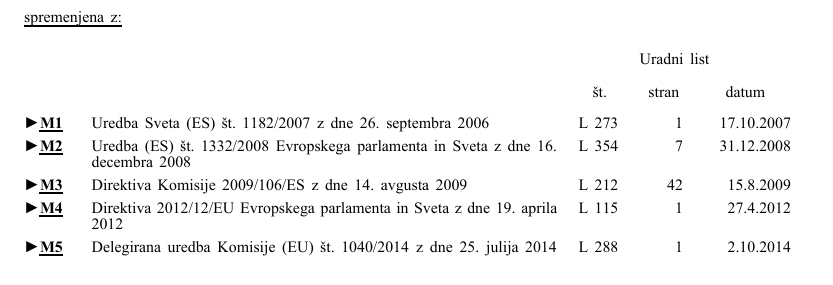 spremenjena z:
Uradni list
št. stran datum
►M1 Uredba Sveta (ES) št. 1182/2007 z dne 26. septembra 2006 L 273 1 17.10.2007
►M2 Uredba (ES) št. 1332/2008 Evropskega parlamenta in Sveta z dne 16. L 354 7 31.12.2008
decembra 2008
►M3 Direktiva Komisije 2009/106/ES z dne 14. avgusta 2009 L 212 42 15.8.2009
►M4 Direktiva 2012/12/EU Evropskega parlamenta in Sveta z dne 19. aprila L 115 1 27.4.2012
2012
►M5 Delegirana uredba Komisije (EU) št. 1040/2014 z dne 25. julija 2014 L 288 1 2.10.2014